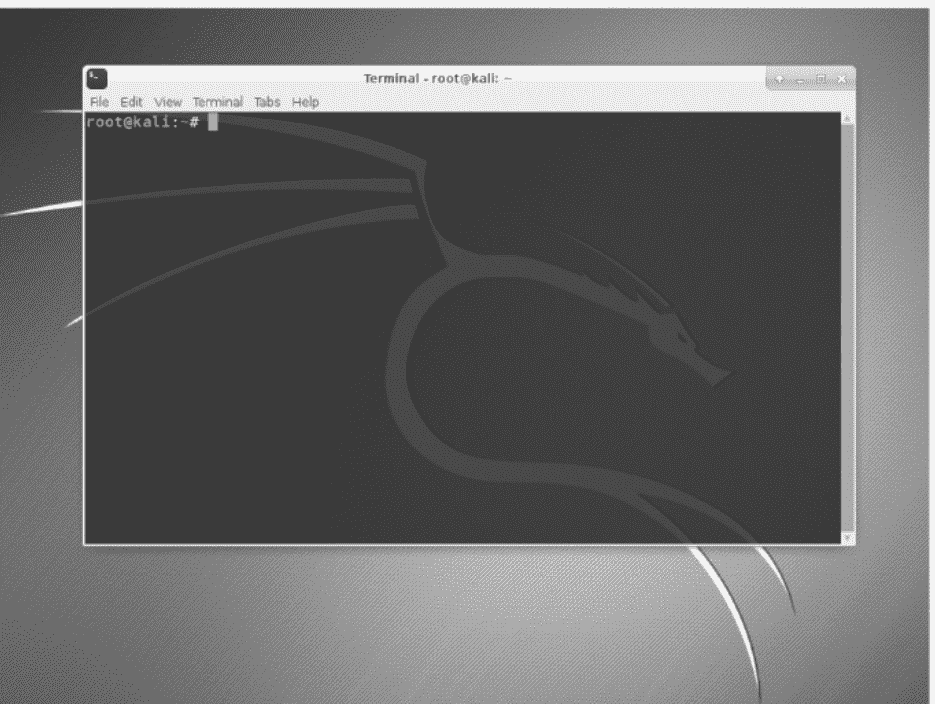 Terminal - root@kali: ~
File Edit View Terminal Tabs Help
root@kali:~#